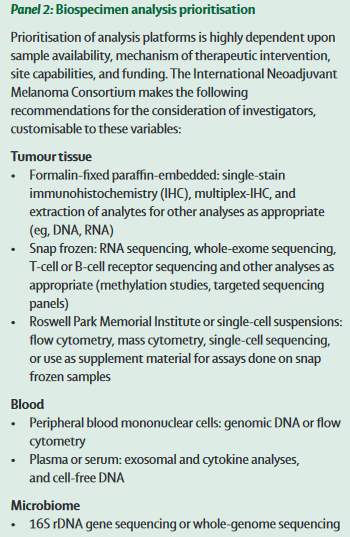 Panel 2: Biospecimen analysis prioritisation
Prioritisation of analysis platforms is highly dependent upon
sample availability, mechanism of therapeutic intervention,
site capabilities, and funding. The International Neoadjuvant
Melanoma Consortium makes the following
recommendations for the consideration of investigators,
customisable to these variables:
Tumour tissue
• Formalin-fixed paraffin-embedded: single-stain
immunohistochemistry (IHC), multiplex-IHC, and
extraction of analytes for other analyses as appropriate
(eg, DNA, RNA)
• Snap frozen: RNA sequencing, whole-exome sequencing,
T-cell or B-cell receptor sequencing and other analyses as
appropriate (methylation studies, targeted sequencing
panels)
• Roswell Park Memorial Institute or single-cell suspensions:
flow cytometry, mass cytometry, single-cell sequencing,
or use as supplement material for assays done on snap
frozen samples
Blood
• Peripheral blood mononuclear cells: genomic DNA or flow
cytometry
• Plasma or serum: exosomal and cytokine analyses,
and cell-free DNA
Microbiome
• 16S rDNA gene sequencing or whole-genome sequencing